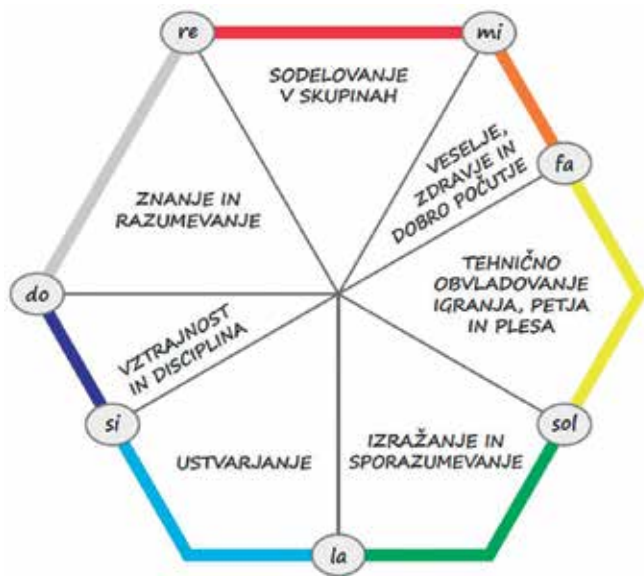 re
mi
SODELOVANJE
V SKUPINAH
VESELJE,
ZDRAVJE IN
DOBRO POČUTJE
fa
ZNANJE IN
RAZUMEVANJE
TEHNIČNO
OBVLADOVANJE
IGRANJA, PETJA
IN PLESA
do
VZTRAJNOST
IN DISCIPLINA
si
sol
USTVARJANJE
IZRAŽANJE IN
SPORAZUMEVANJE
la